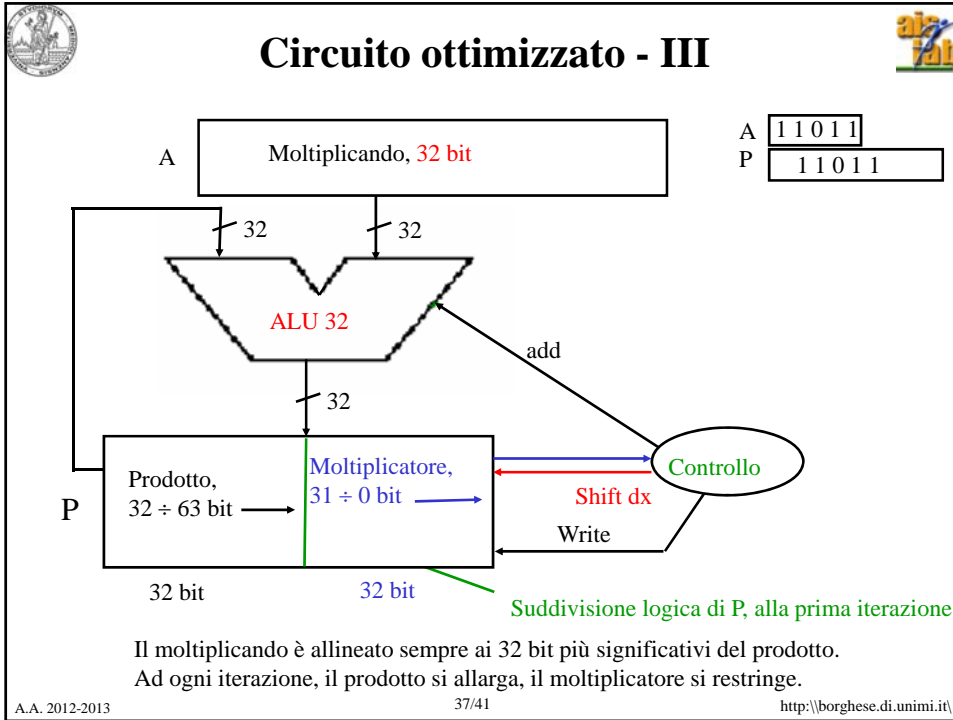 Circuito ottimizzato - III
A
Moltiplicando, 32 bit
A 1 1 0 1 1
P 1 1 0 1 1
32
32
ALU 32
add
32
P
Prodotto,
32 ÷ 63 bit
Moltiplicatore,
31 ÷ 0 bit
Controllo
Shift dx
Write
32 bit
32 bit
Suddivisione logica di P, alla prima iterazione
Il moltiplicando è allineato sempre ai 32 bit più significativi del prodotto.
Ad ogni iterazione, il prodotto si allarga, il moltiplicatore si restringe.
A.A. 2012-2013
37/41
http:\\borghese.di.unimi.it\